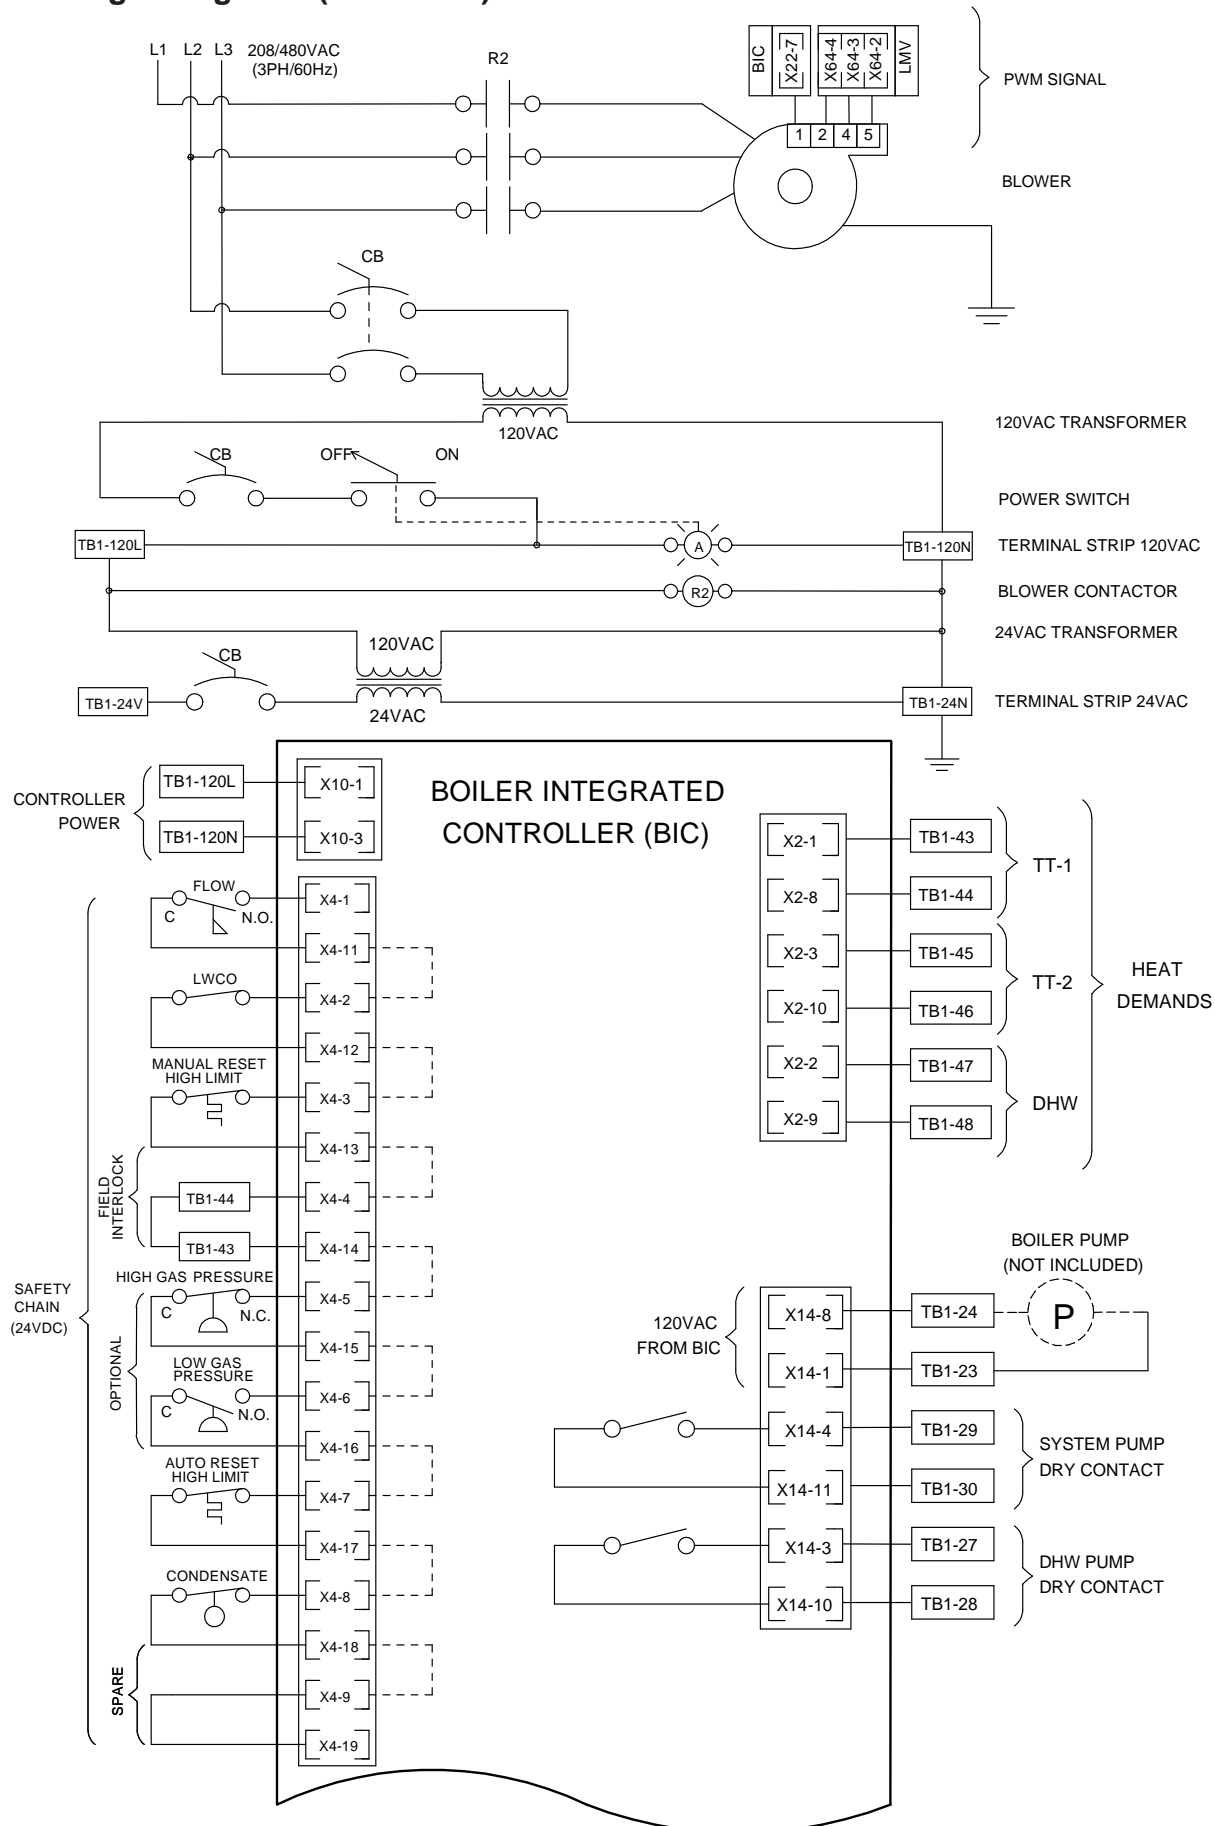 L1 L2 L3 208/480VAC
(3PH/60Hz)
R2
BIC
X22-7
X64-4
X64-3
X64-2
LMV
PWM SIGNAL
1 2 4 5
BLOWER
CB
120VAC
120VAC TRANSFORMER
CB
OFF
ON
POWER SWITCH
TB1-120L
A
TB1-120N
TERMINAL STRIP 120VAC
R2
BLOWER CONTACTOR
24VAC TRANSFORMER
120VAC
CB
TB1-24V
24VAC
TB1-24N
TERMINAL STRIP 24VAC
BOILER INTEGRATED
CONTROLLER (BIC)
CONTROLLER
POWER
TB1-120L
X10-1
TB1-120N
X10-3
SAFETY
CHAIN
(24VDC)
FLOW
C
N.O.
X4-1
X4-11
LWCO
X4-2
X4-12
MANUAL RESET
HIGH LIMIT
X4-3
X4-13
FIELD
INTERLOCK
TB1-44
X4-4
TB1-43
X4-14
OPTIONAL
HIGH GAS PRESSURE
C
N.C.
X4-5
X4-15
LOW GAS
PRESSURE
C
N.O.
X4-6
X4-16
AUTO RESET
HIGH LIMIT
X4-7
X4-17
CONDENSATE
X4-8
X4-18
SPARE
X4-9
X4-19
X2-1
TB1-43
TT-1
X2-8
TB1-44
X2-3
TB1-45
TT-2
X2-10
TB1-46
X2-2
TB1-47
DHW
X2-9
TB1-48
HEAT
DEMANDS
BOILER PUMP
(NOT INCLUDED)
120VAC
FROM BIC
X14-8
TB1-24
P
X14-1
TB1-23
X14-4
TB1-29
SYSTEM PUMP
DRY CONTACT
X14-11
TB1-30
X14-3
TB1-27
DHW PUMP
DRY CONTACT
X14-10
TB1-28